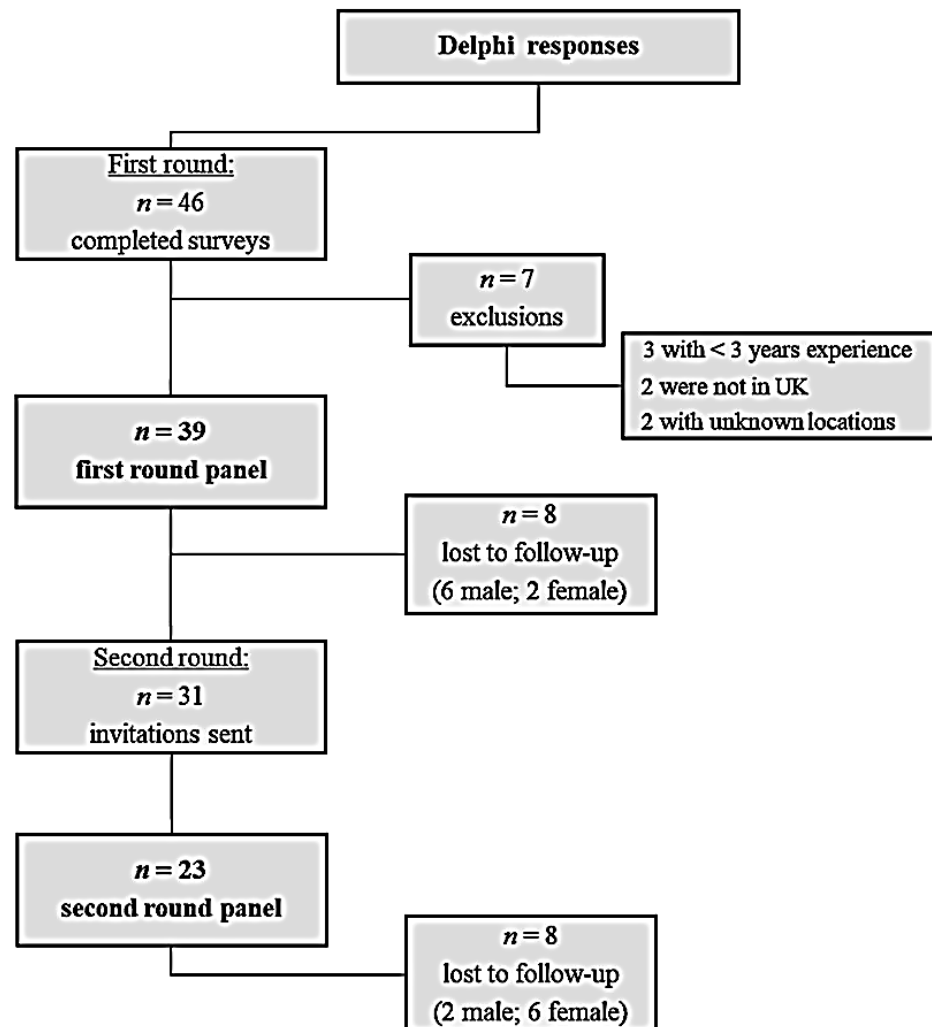 Delphi responses
First round:
n = 46
completed surveys
n = 7
exclusions
3 with < 3 years experience
2 were not in UK
2 with unknown locations
n = 39
first round panel
n = 8
lost to follow-up
(6 male; 2 female)
Second round:
n = 31
invitations sent
n = 23
second round panel
n = 8
lost to follow-up
(2 male; 6 female)